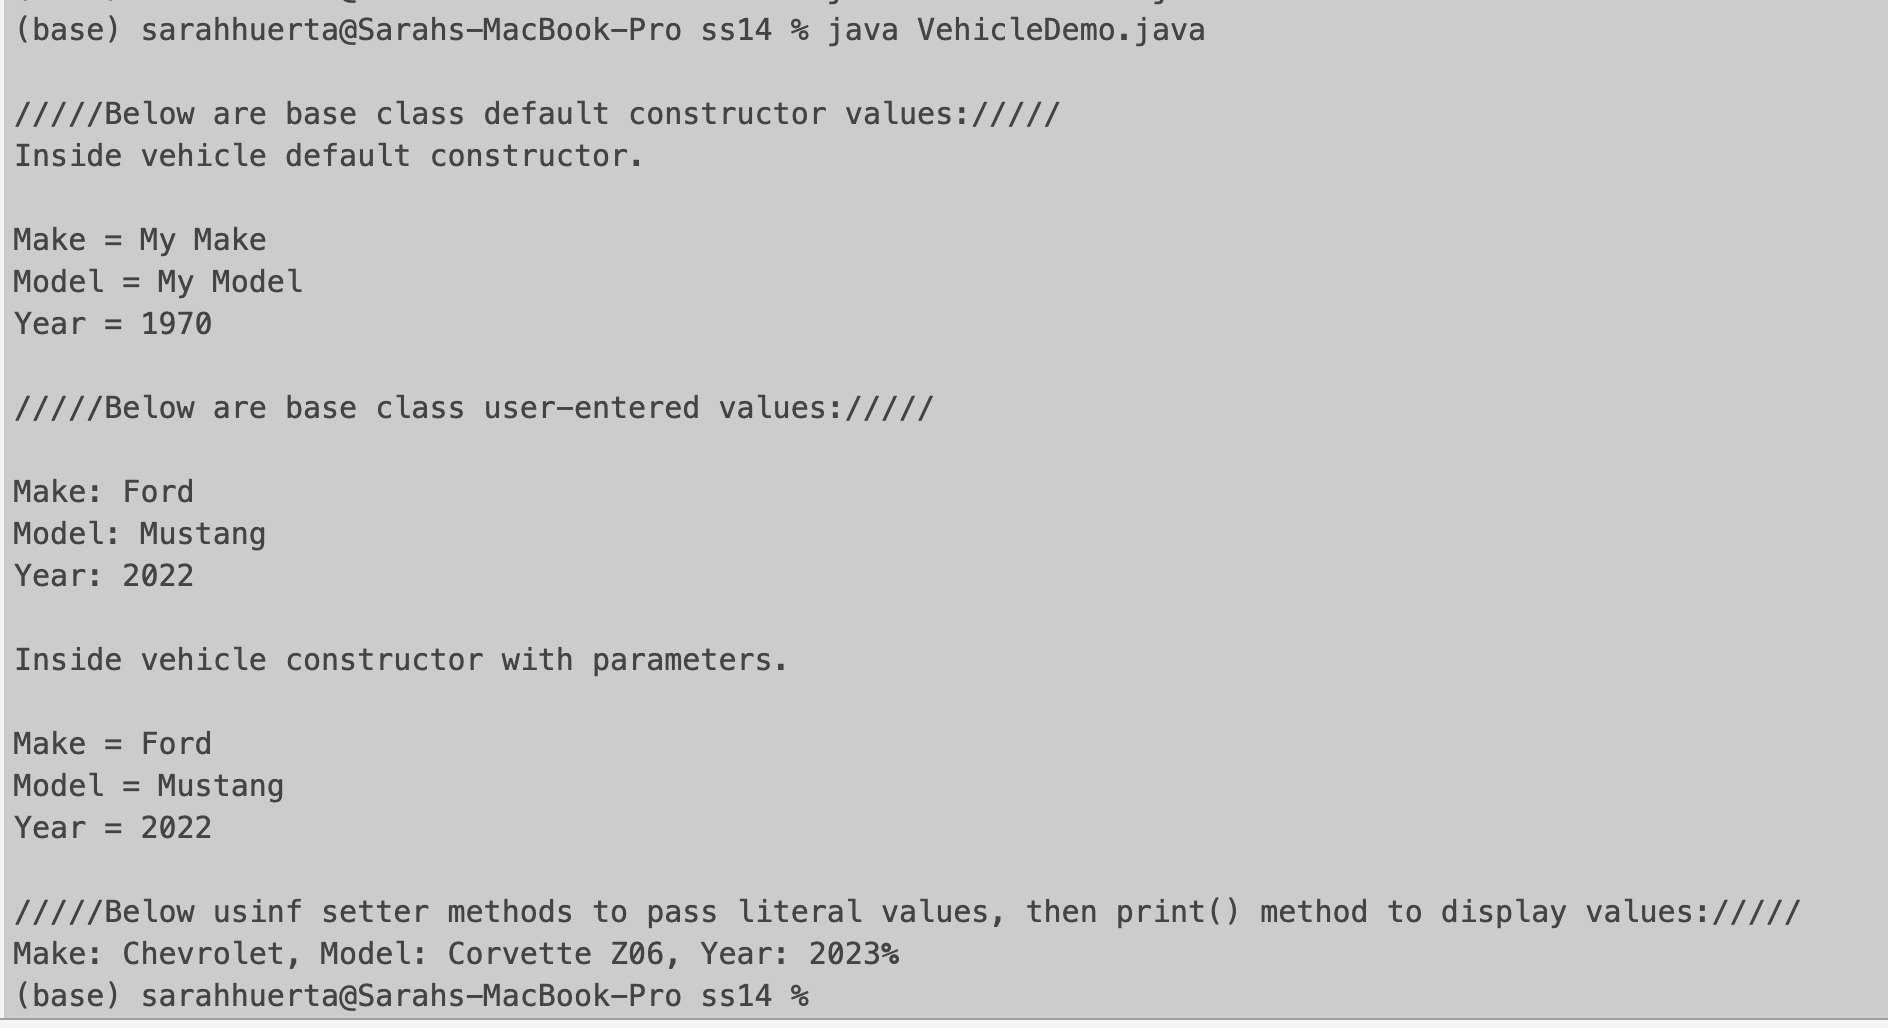 (base) sarahhuerta@Sarahs-MacBook-Pro ss14 % java VehicleDemo.java
/////Below are base class default constructor values://///
Inside vehicle default constructor.
Make = My Make
Model = My Model
Year = 1970
/////Below are base class user-entered values://///
Make: Ford
Model: Mustang
Year: 2022
Inside vehicle constructor with parameters.
Make = Ford
Model = Mustang
Year = 2022
/////Below usinf setter methods to pass literal values, then print() method to display values://///
Make: Chevrolet, Model: Corvette Z06, Year: 2023%
(base) sarahhuerta@Sarahs-MacBook-Pro ss14 %